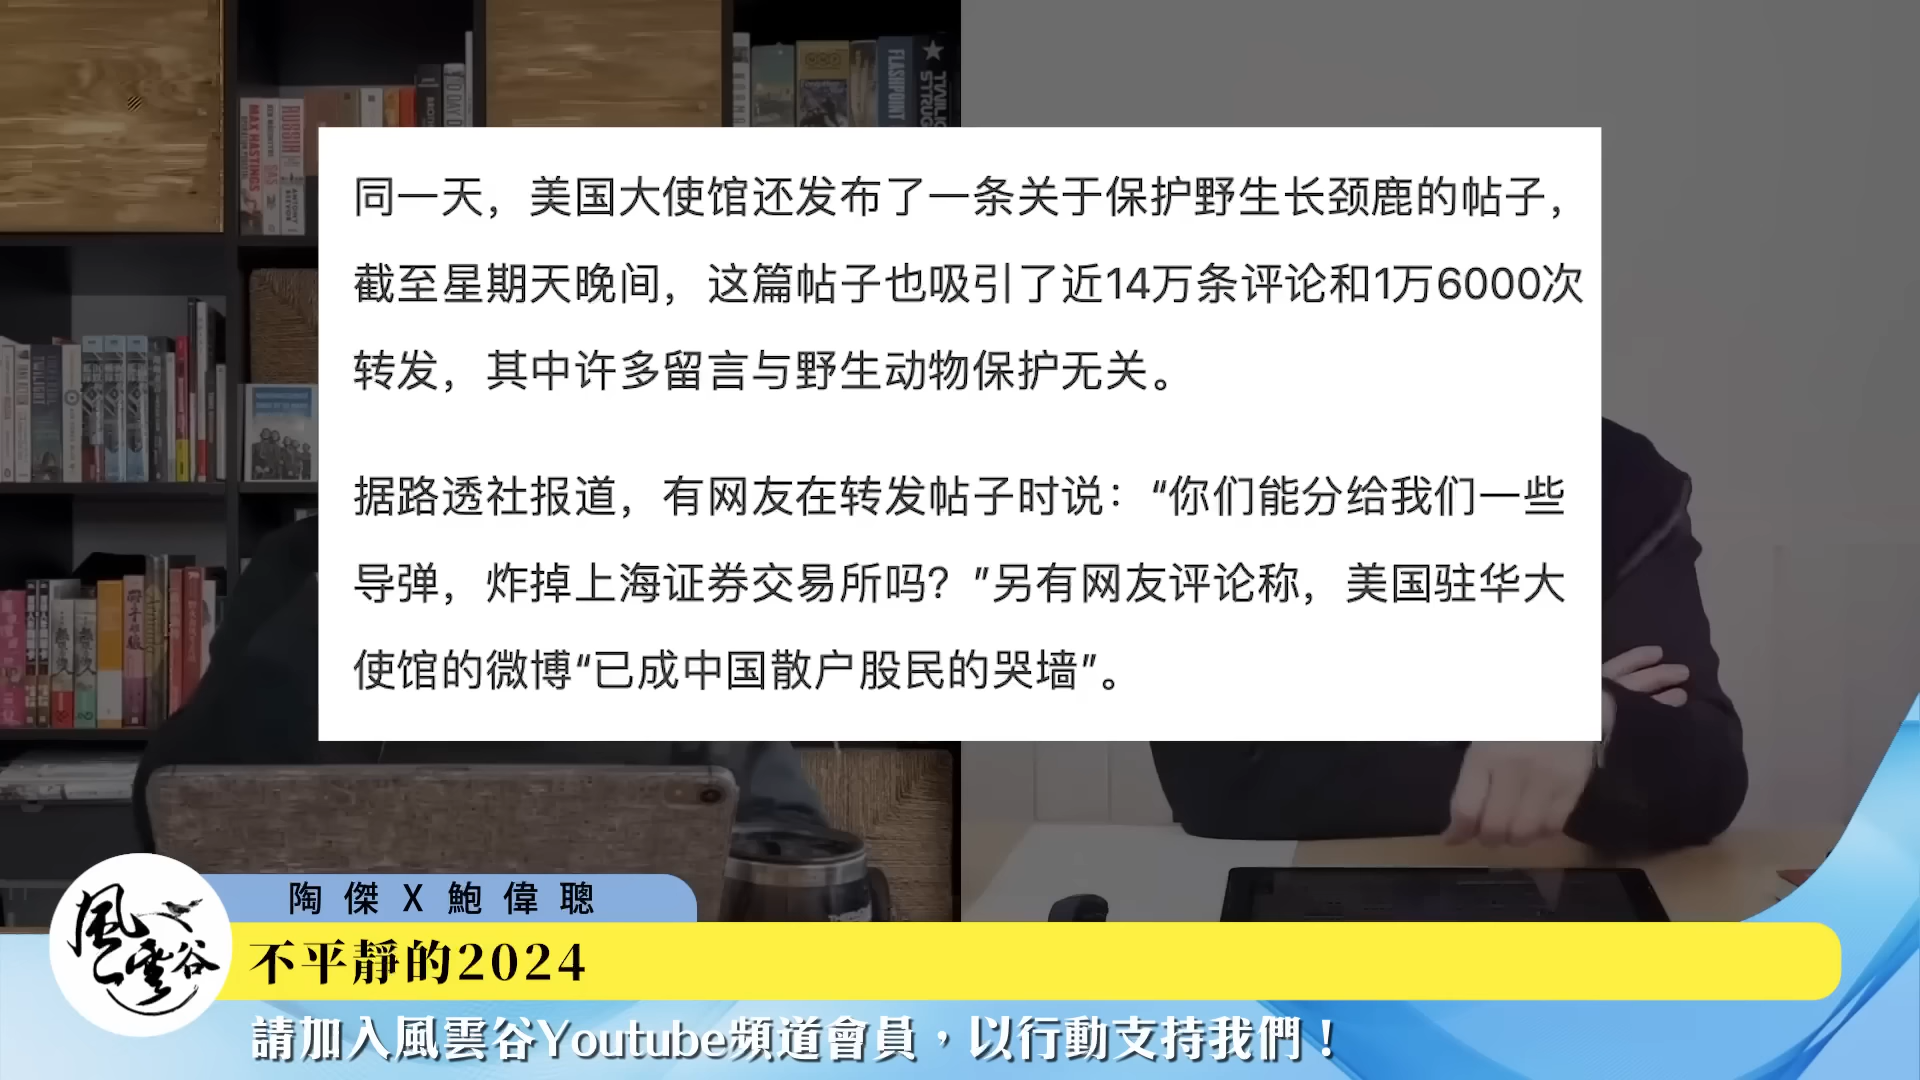 RUSSIA
MAX HASTINGS
ANTONY
FLASHPOINT
同一天，美国大使馆还发布了一条关于保护野生长颈鹿的帖子，
截至星期天晚间，这篇帖子也吸引了近14万条评论和1万6000次
转发，其中许多留言与野生动物保护无关。
据路透社报道，有网友在转发帖子时说：“你们能分给我们一些
导弹，炸掉上海证券交易所吗？”另有网友评论称，美国驻华大
使馆的微博“已成中国散户股民的哭墙”。
風雲谷
陶傑X鮑偉聰
不平靜的2024
請加入風雲谷Youtube頻道會員，以行動支持我們！